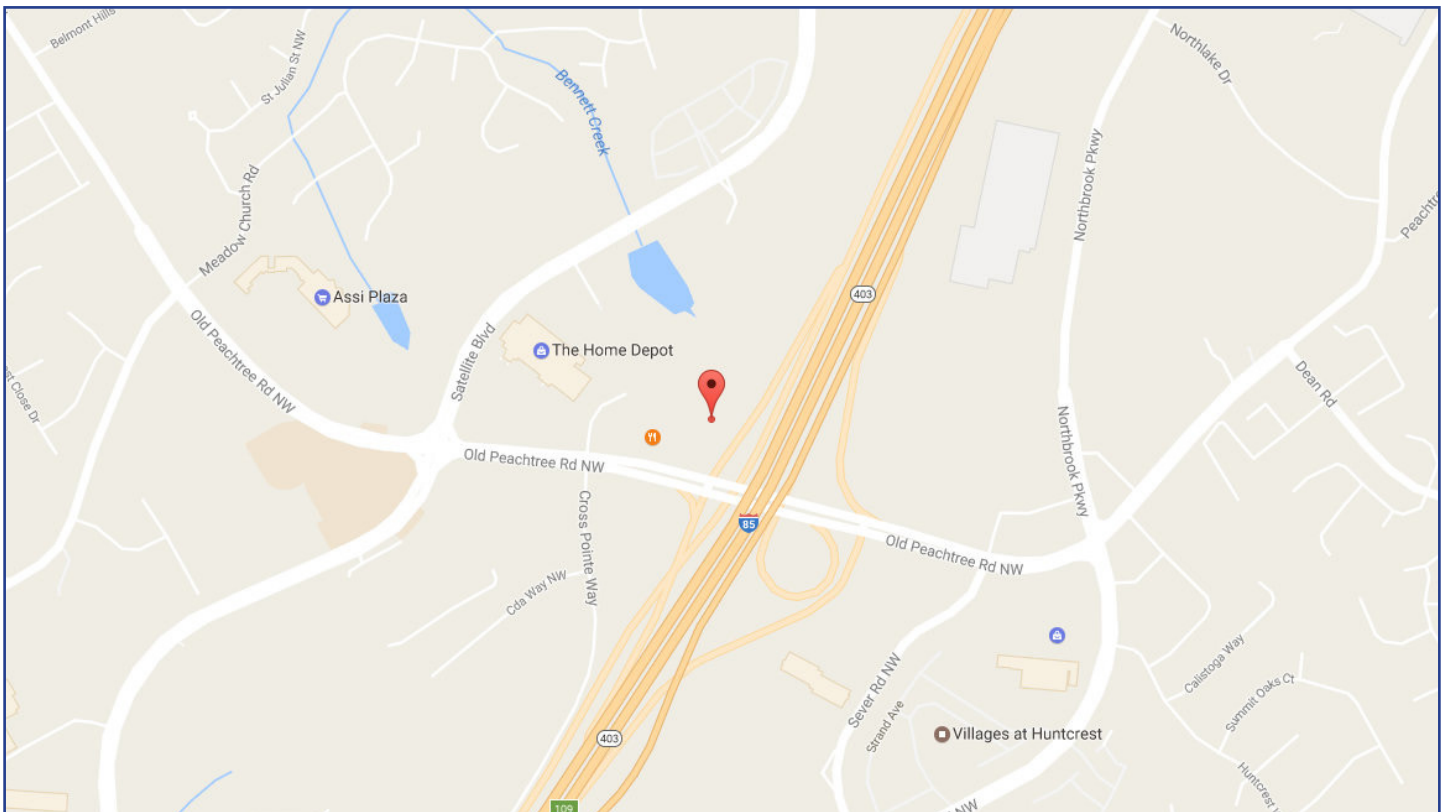 Belmont Hills
St Julian St NW
Bennett Creek
Northlake Dr
Northbrook Pkwy
Meadow Church Rd
Assi Plaza
403
Old Peachtree Rd NW
Satellite Blvd
The Home Depot
Close Dr
Dean Rd
Northbrook Pkwy
Old Peachtree Rd NW
Cross Pointe Way
85
Old Peachtree Rd NW
Cda Way NW
Calistoga Way
Sever Rd NW
Summit Oaks Ct
Strand Ave
Villages at Huntcrest
403
Huntcrest
109
NW